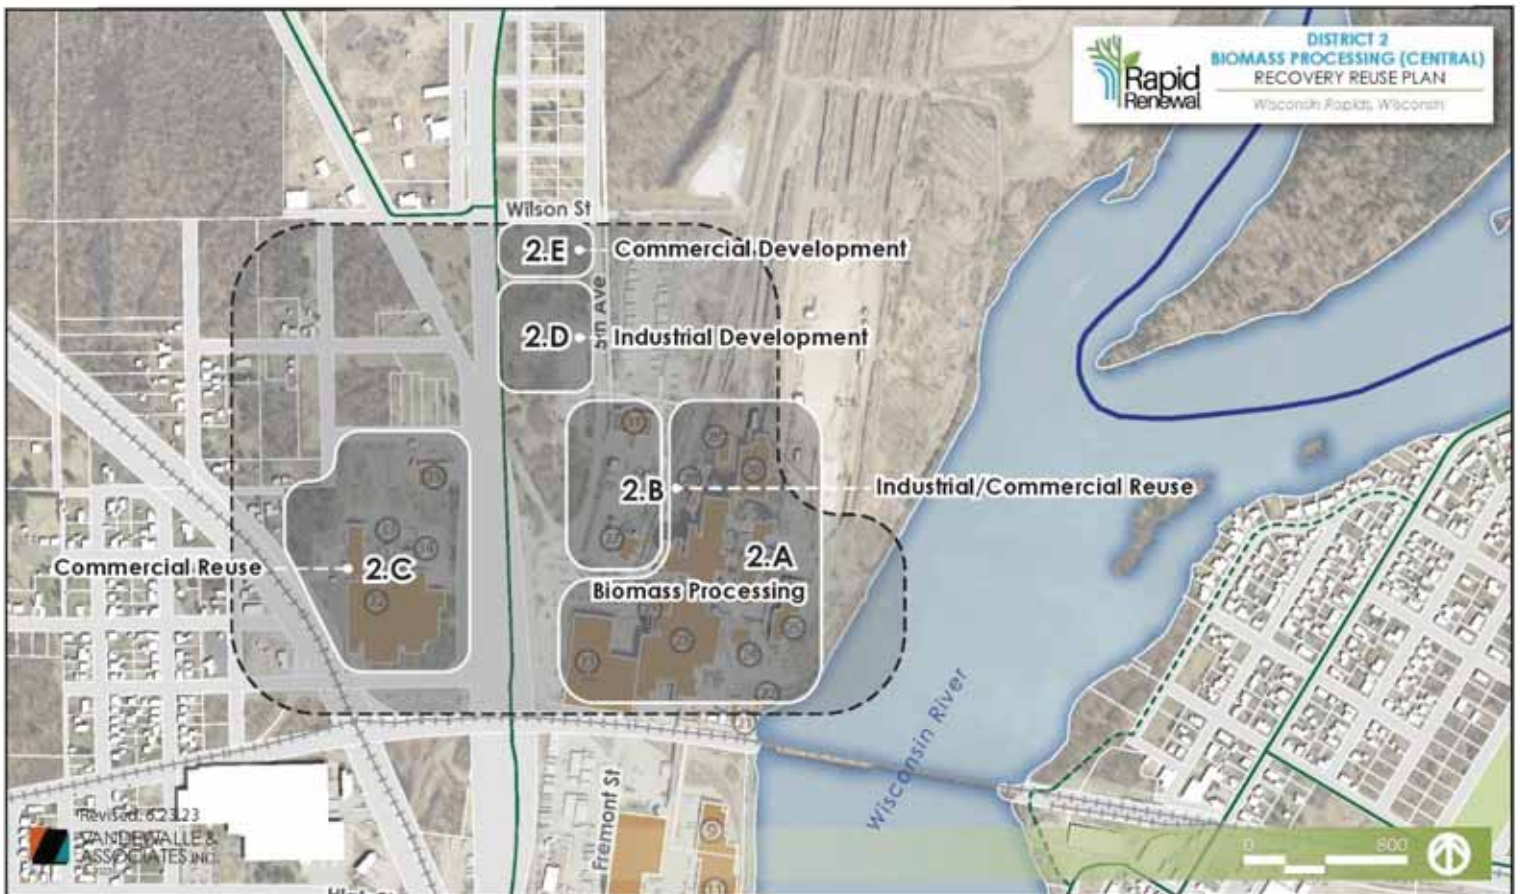 Rapid
Renewal
DISTRICT 2
BIOMASS PROCESSING (CENTRAL)
RECOVERY REUSE PLAN
Wisconsin Rapids, Wisconsin
Wilson St
2.E
Commercial Development
2.D
Industrial Development
Ave
2.B
Industrial/Commercial Reuse
2.A
Biomass Processing
Commercial Reuse
2.C
Wisconsin River
Fremont St
Revised: 6.23.23
VANDEWALLE &
ASSOCIATES INC.
0 800